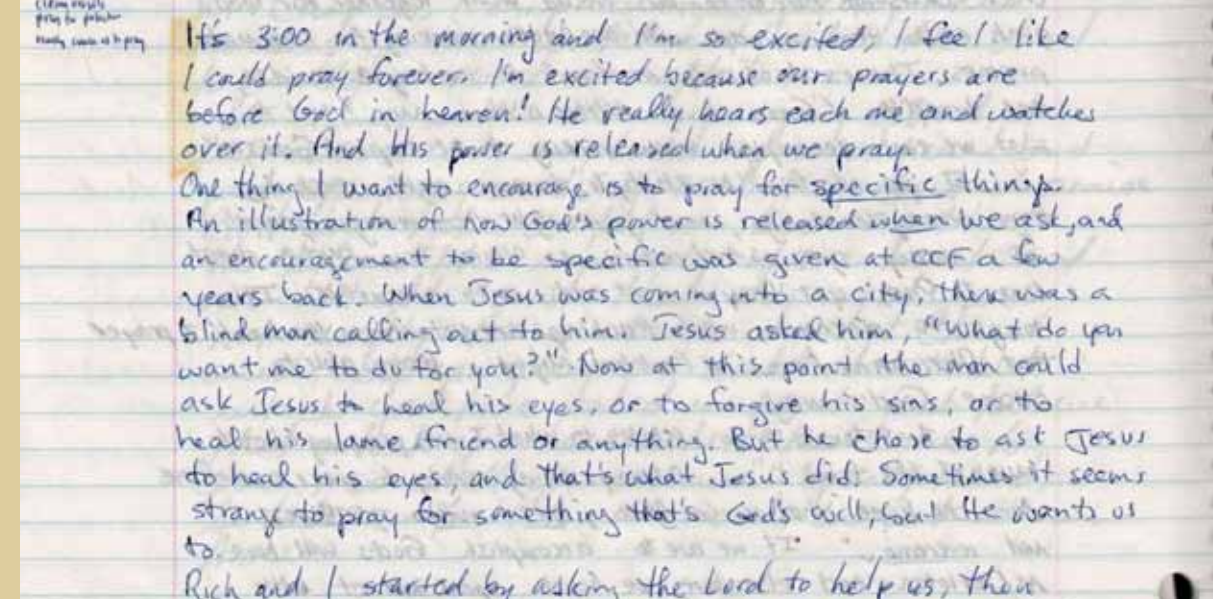 pray for
It's 3:00 in the morning and I'm so excited, I feel like
I could pray forever. I'm excited because our prayers are
before God in heaven! He really hears each one and watches
over it. And His power is released when we pray.
One thing I want to encourage is to pray for specific things.
An illustration of how God's power is released when we ask, and
an encouragement to be specific was given at CCF a few
years back. When Jesus was coming into a city, there was a
blind man calling out to him. Jesus asked him, "What do you
want me to do for you?" Now at this point the man could
ask Jesus to heal his eyes, or to forgive his sins, or to
heal his lame friend or anything. But he chose to ask Jesus
to heal his eyes, and that's what Jesus did. Sometimes it seems
strange to pray for something that's God's will, but He wants us
to.
Rich and I started by asking the Lord to help us, then